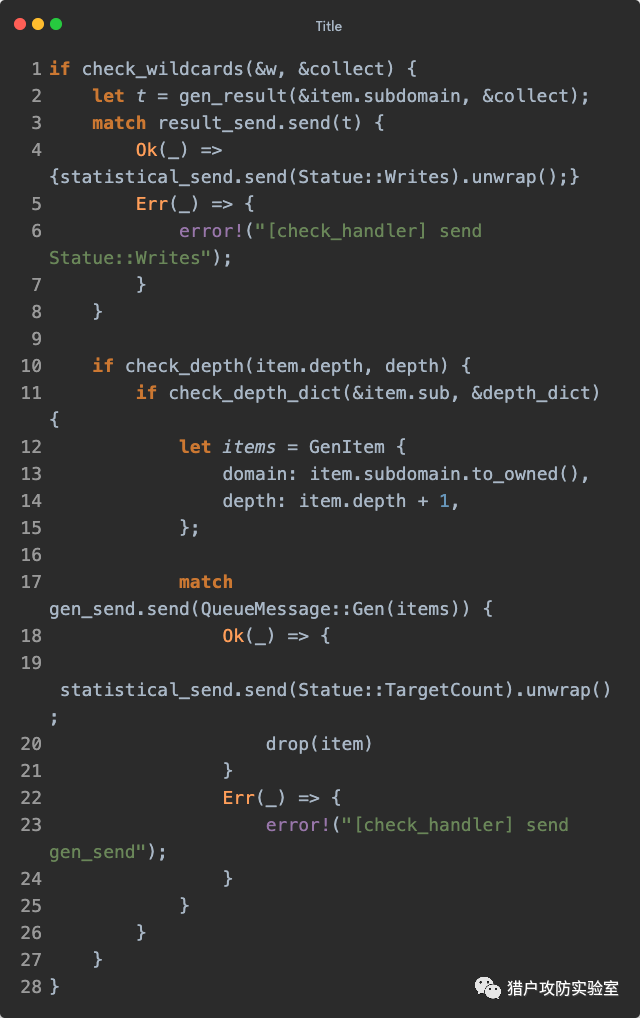 Title
1 if check_wildcards(&w, &collect) {
2     let t = gen_result(&item.subdomain, &collect);
3     match result_send.send(t) {
4         Ok(_) =>
{statistical_send.send(Statue::Writes).unwrap();}
5         Err(_) => {
6             error!("[check_handler] send
Statue::Writes");
7         }
8     }
9
10     if check_depth(item.depth, depth) {
11         if check_depth_dict(&item.sub, &depth_dict)
{
12             let items = GenItem {
13                 domain: item.subdomain.to_owned(),
14                 depth: item.depth + 1,
15             };
16
17             match
gen_send.send(QueueMessage::Gen(items)) {
18                 Ok(_) => {
19
statistical_send.send(Statue::TargetCount).unwrap()
;
20                     drop(item)
21                 }
22                 Err(_) => {
23                     error!("[check_handler] send
gen_send");
24                 }
25             }
26         }
27     }
28 }
猎户攻防实验室